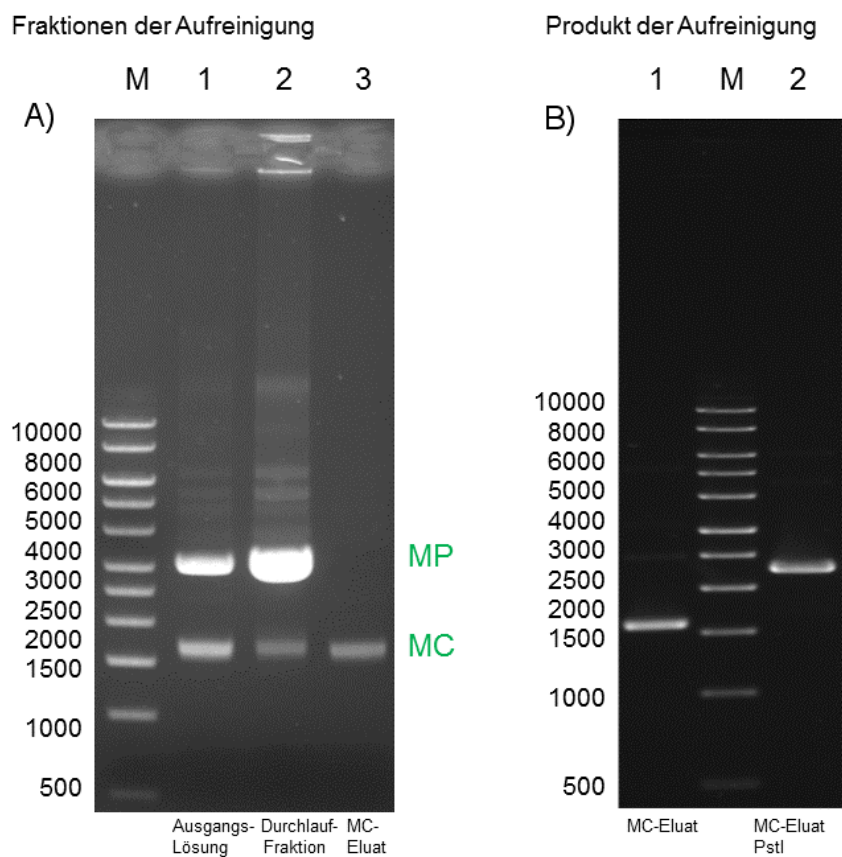 Fraktionen der Aufreinigung
M 1 2 3
A)
10000
8000
6000
5000
4000
3000
2500
2000
1500
1000
500
MP
MC
Ausgangs- Durchlauf- MC-
Lösung Fraktion Eluat
Produkt der Aufreinigung
1 M 2
B)
10000
8000
6000
5000
4000
3000
2500
2000
1500
1000
500
MC-Eluat MC-Eluat
PstI